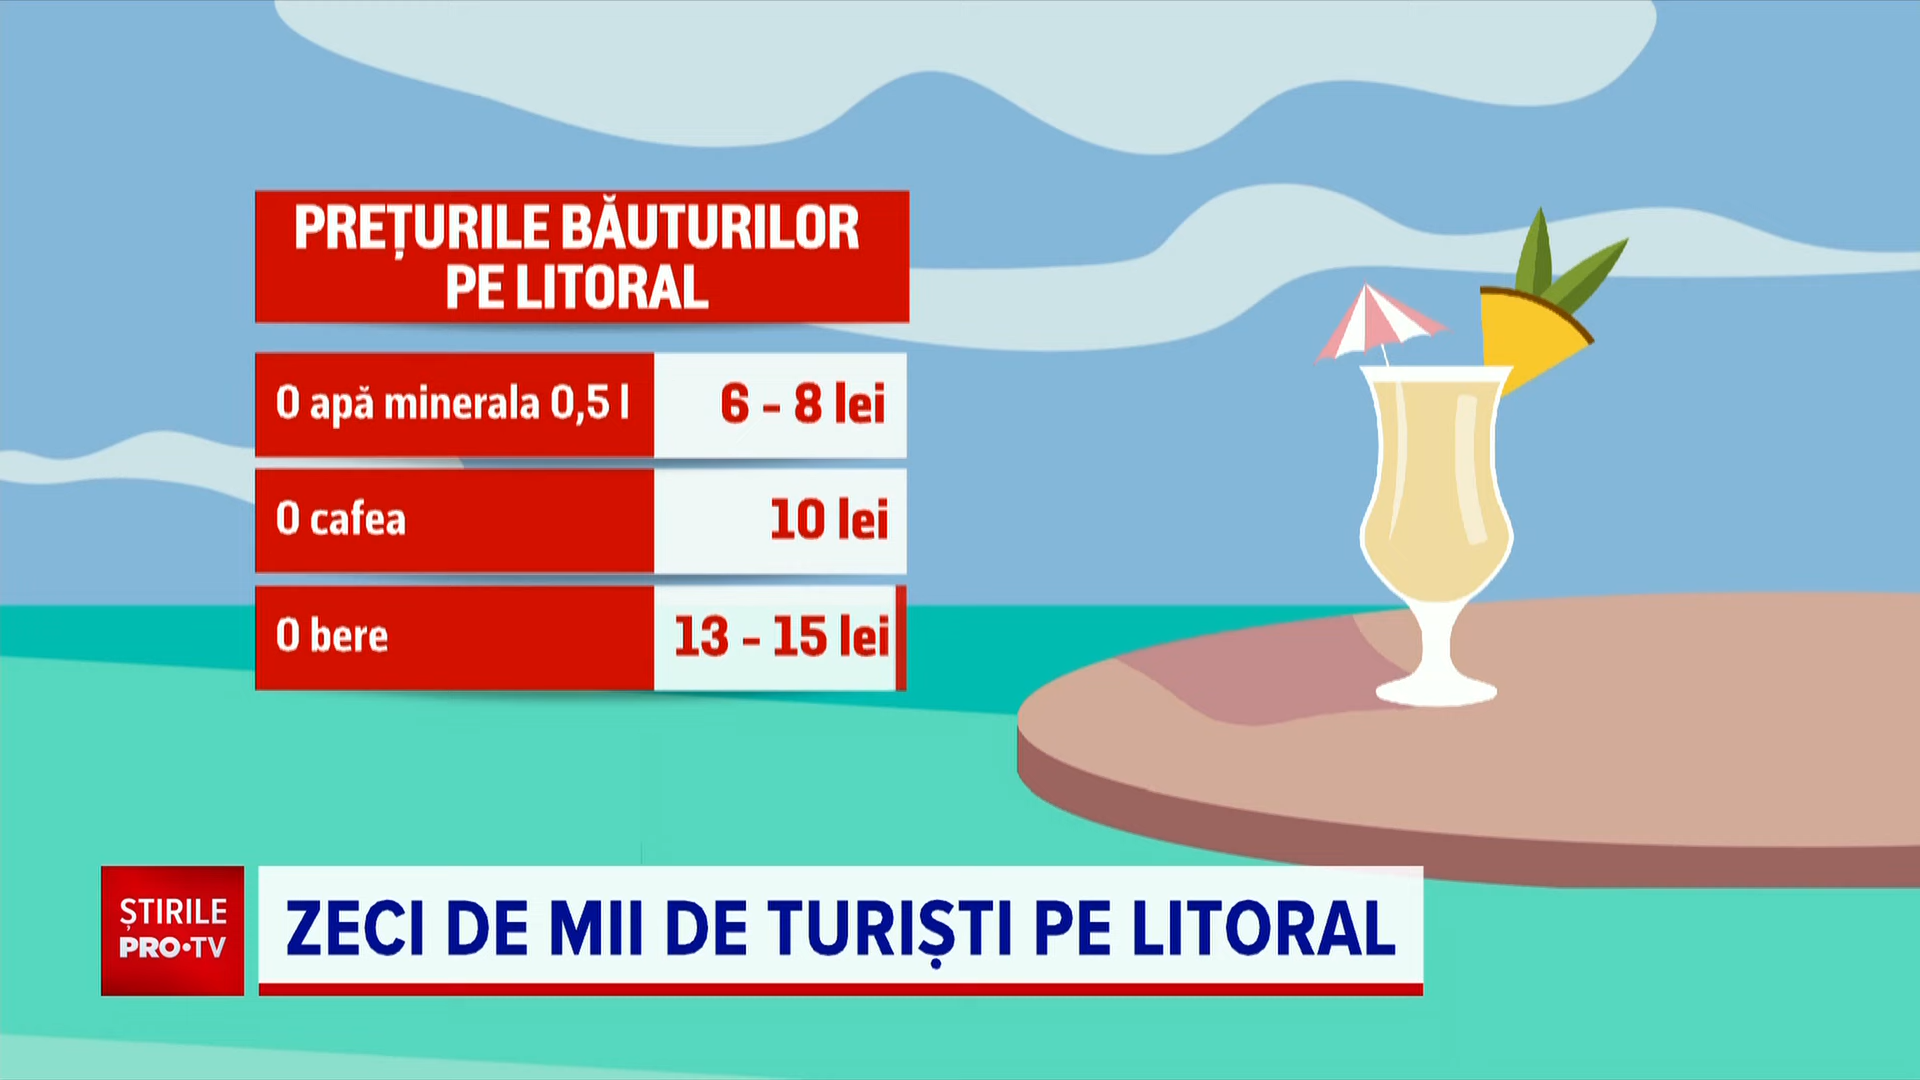 PREȚURILE BĂUTURILOR
PE LITORAL
O apă minerala 0,5 l
6 - 8 lei
O cafea
10 lei
O bere
13 - 15 lei
ȘTIRILE
PRO•TV
ZECI DE MII DE TURIȘTI PE LITORAL